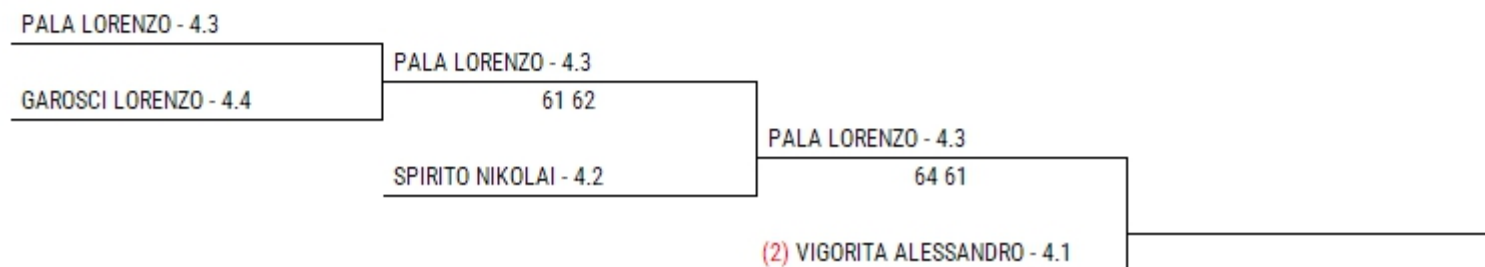 PALA LORENZO - 4.3
PALA LORENZO - 4.3
GAROSCI LORENZO - 4.4
61 62
PALA LORENZO - 4.3
SPIRITO NIKOLAI - 4.2
64 61
(2) VIGORITA ALESSANDRO - 4.1